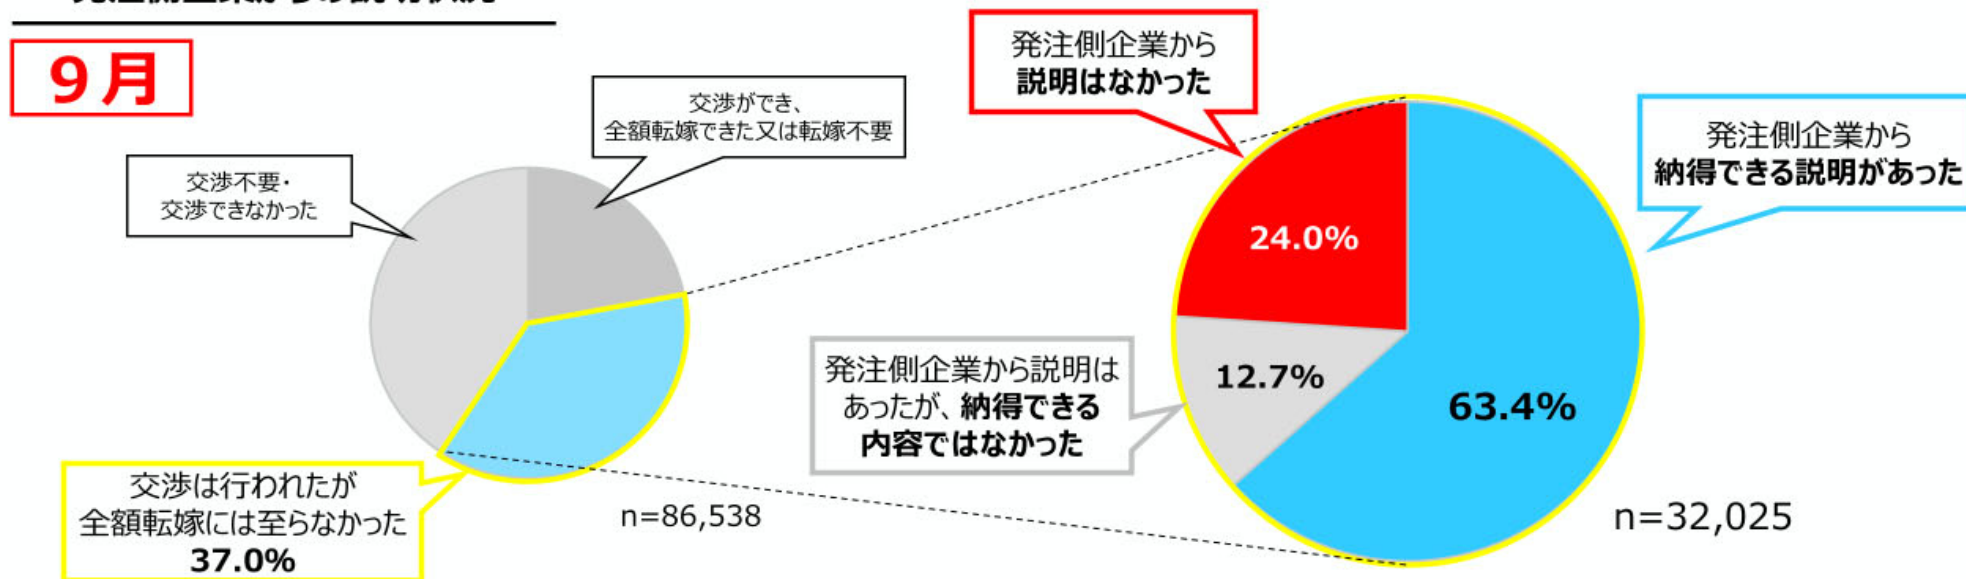 9月
交渉ができ、
全額転嫁できた又は転嫁不要
交渉不要・
交渉できなかった
交渉は行われたが
全額転嫁には至らなかった
37.0%
n=86,538
発注側企業から
説明はなかった
発注側企業から
納得できる説明があった
24.0%
12.7%
63.4%
発注側企業から説明は
あったが、納得できる
内容ではなかった
n=32,025